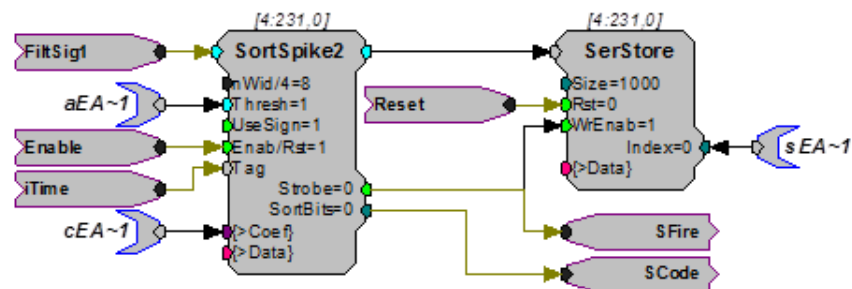 [4:231,0]
[4:231,0]
FiltSig1
SortSpike2
SerStore
nWid/4=8
Size=1000
aEA~1
Thresh=1
Reset
Rst=0
UseSign=1
WrEnab=1
Enable
Enab/Rst=1
Index=0
sEA~1
iTime
Tag
{>Data}
Strobe=0
SortBits=0
cEA~1
{>Coef}
SFire
{>Data}
SCode